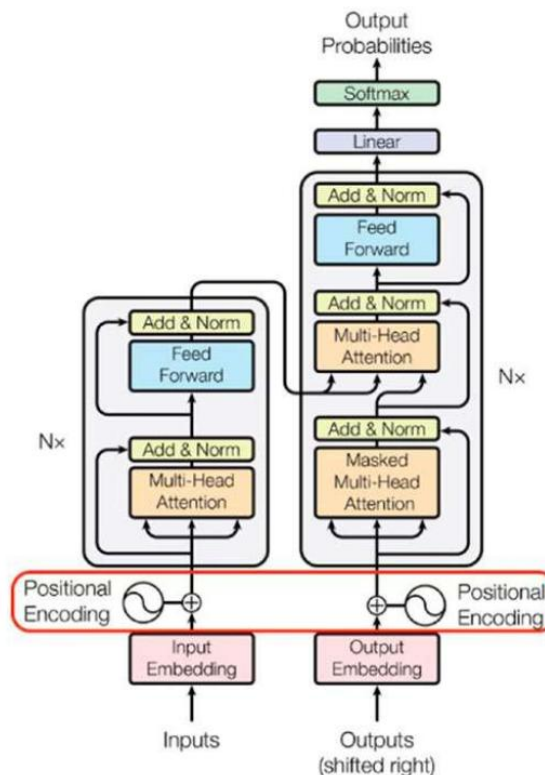 Output
Probabilities
Softmax
Linear
Add & Norm
Feed
Forward
Add & Norm
Multi-Head
Attention
Add & Norm
Masked
Multi-Head
Attention
Nx
Add & Norm
Feed
Forward
Add & Norm
Multi-Head
Attention
Nx
Positional
Encoding
Positional
Encoding
Input
Embedding
Output
Embedding
Inputs
Outputs
(shifted right)